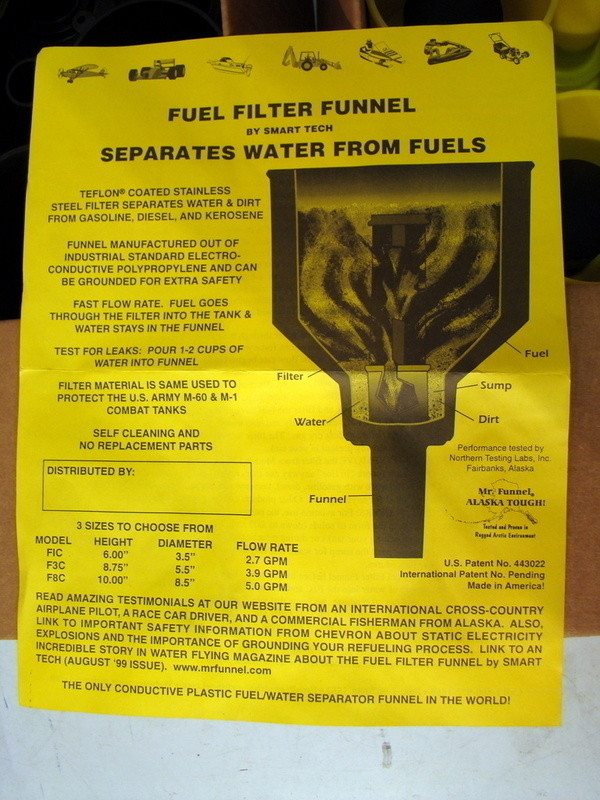 FUEL FILTER FUNNEL
BY SMART TECH
SEPARATES WATER FROM FUELS
TEFLON® COATED STAINLESS
STEEL FILTER SEPARATES WATER & DIRT
FROM GASOLINE, DIESEL, AND KEROSENE
FUNNEL MANUFACTURED OUT OF
INDUSTRIAL STANDARD ELECTRO-
CONDUCTIVE POLYPROPYLENE AND CAN
BE GROUNDED FOR EXTRA SAFETY
FAST FLOW RATE. FUEL GOES
THROUGH THE FILTER INTO THE TANK &
WATER STAYS IN THE FUNNEL
TEST FOR LEAKS: POUR 1-2 CUPS OF
WATER INTO FUNNEL
FILTER MATERIAL IS SAME USED TO
PROTECT THE U.S. ARMY M-60 & M-1
COMBAT TANKS
SELF CLEANING AND
NO REPLACEMENT PARTS
DISTRIBUTED BY:
Fuel
Filter
Sump
Water
Dirt
Funnel
Performance tested by
Northern Testing Labs, Inc.
Fairbanks, Alaska
Mr. Funnel®
ALASKA TOUGH!
Tested and Proven in
Rugged Arctic Environment
U.S. Patent No. 443022
International Patent No. Pending
Made in America!
3 SIZES TO CHOOSE FROM
MODEL HEIGHT DIAMETER FLOW RATE
FIC 6.00" 3.5" 2.7 GPM
F3C 8.75" 5.5" 3.9 GPM
F8C 10.00" 8.5" 5.0 GPM
READ AMAZING TESTIMONIALS AT OUR WEBSITE FROM AN INTERNATIONAL CROSS-COUNTRY
AIRPLANE PILOT, A RACE CAR DRIVER, AND A COMMERCIAL FISHERMAN FROM ALASKA. ALSO,
LINK TO IMPORTANT SAFETY INFORMATION FROM CHEVRON ABOUT STATIC ELECTRICITY
EXPLOSIONS AND THE IMPORTANCE OF GROUNDING YOUR REFUELING PROCESS. LINK TO AN
INCREDIBLE STORY IN WATER FLYING MAGAZINE ABOUT THE FUEL FILTER FUNNEL by SMART
TECH (AUGUST '99 ISSUE). www.mrfunnel.com
THE ONLY CONDUCTIVE PLASTIC FUEL/WATER SEPARATOR FUNNEL IN THE WORLD!